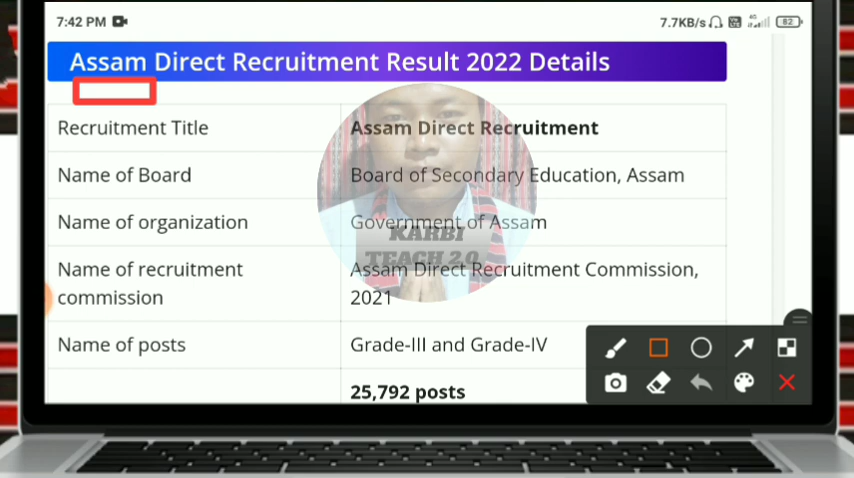 7:42 PM
7.7KB/s 4G 82
Assam Direct Recruitment Result 2022 Details
Recruitment Title
Assam Direct Recruitment
Name of Board
Board of Secondary Education, Assam
Name of organization
Government of Assam
KARBI
TEACH 2.0
Name of recruitment
commission
Assam Direct Recruitment Commission,
2021
Name of posts
Grade-III and Grade-IV
25,792 posts